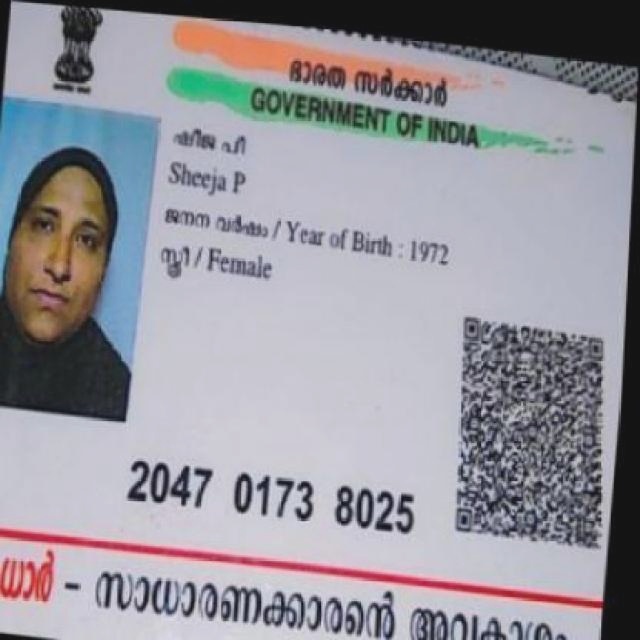 ഭാരത സർക്കാർ
GOVERNMENT OF INDIA
ഷീജ പീ
Sheeja P
ജനന വർഷം / Year of Birth : 1972
സ്ത്രീ / Female
2047 0173 8025
ധാർ – സാധാരണക്കാരന്റെ അവകാശം